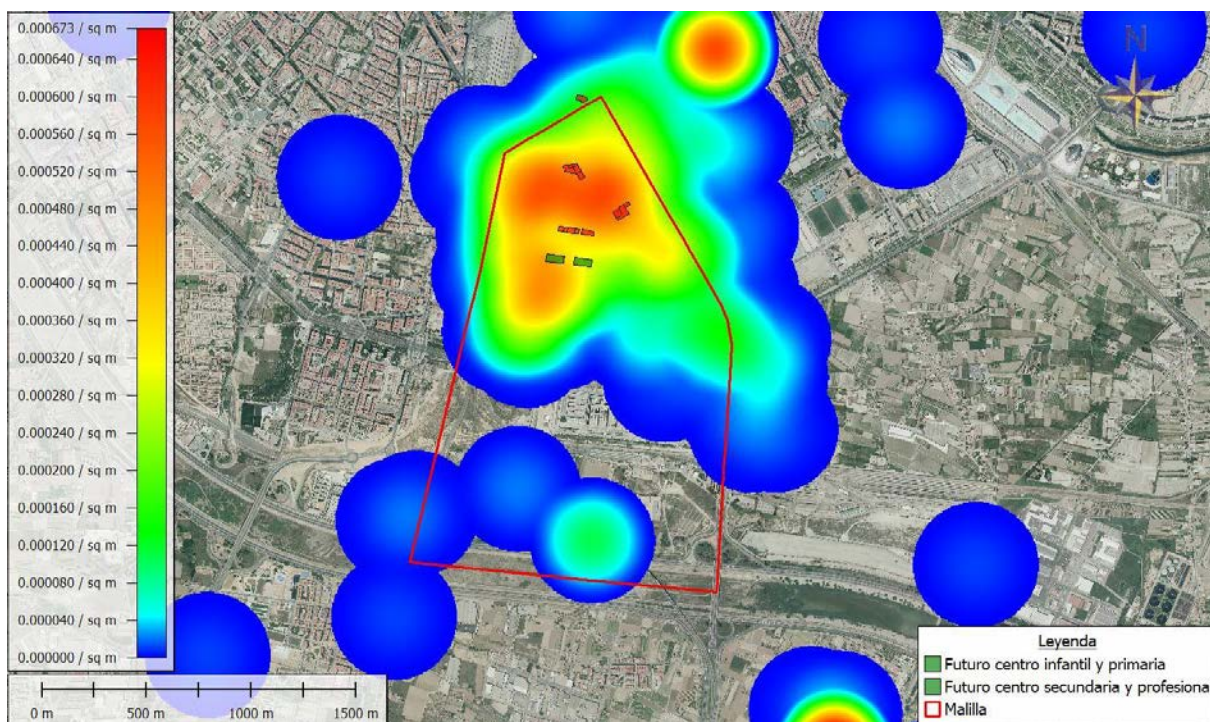 0.000673 / sq m
0.000640 / sq m
0.000600 / sq m
0.000560 / sq m
0.000520 / sq m
0.000480 / sq m
0.000440 / sq m
0.000400 / sq m
0.000360 / sq m
0.000320 / sq m
0.000280 / sq m
0.000240 / sq m
0.000200 / sq m
0.000160 / sq m
0.000120 / sq m
0.000080 / sq m
0.000040 / sq m
0.000000 / sq m
0 m 500 m 1000 m 1500 m
N
Leyenda
Futuro centro infantil y primaria
Futuro centro secundaria y profesional
Malilla